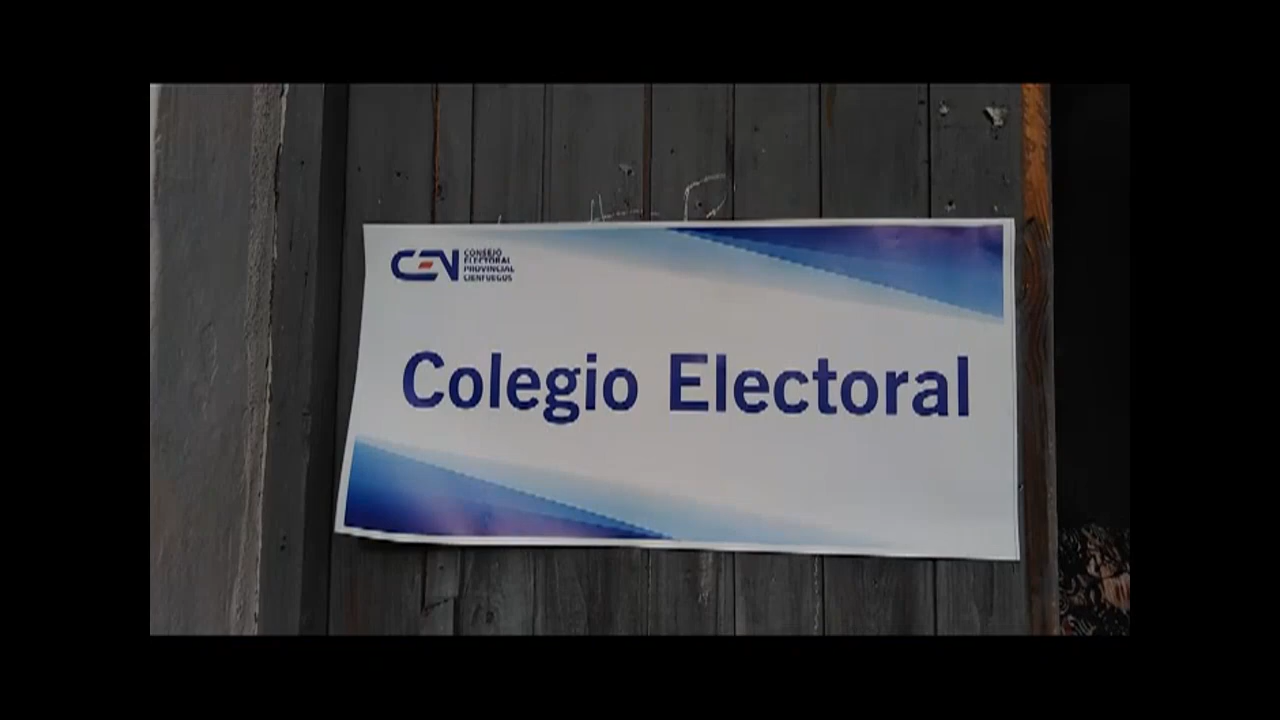 CEN
CONSEJO
ELECTORAL
PROVINCIAL
CIENFUEGOS
Colegio Electoral